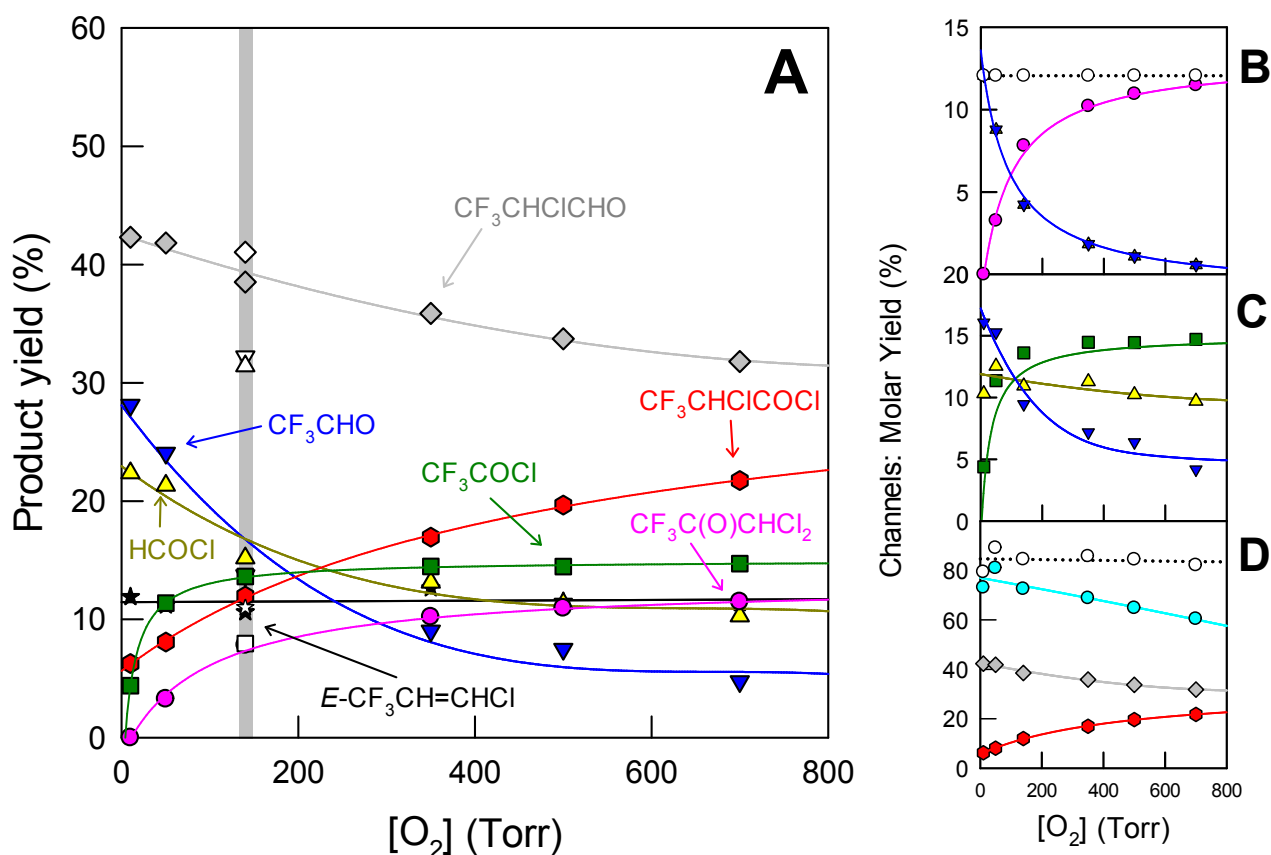 A
60
50
40
30
20
10
0
0
200
400
600
800
Product yield (%)
[O₂] (Torr)
CF₃CHClCHO
CF₃CHO
HCOCl
CF₃COCl
CF₃CHClCOCl
CF₃C(O)CHCl₂
E-CF₃CH=CHCl
Channels: Molar Yield (%)
B
15
10
5
C
20
15
10
5
0
D
80
60
40
20
0
0
200
400
600
800
[O₂] (Torr)